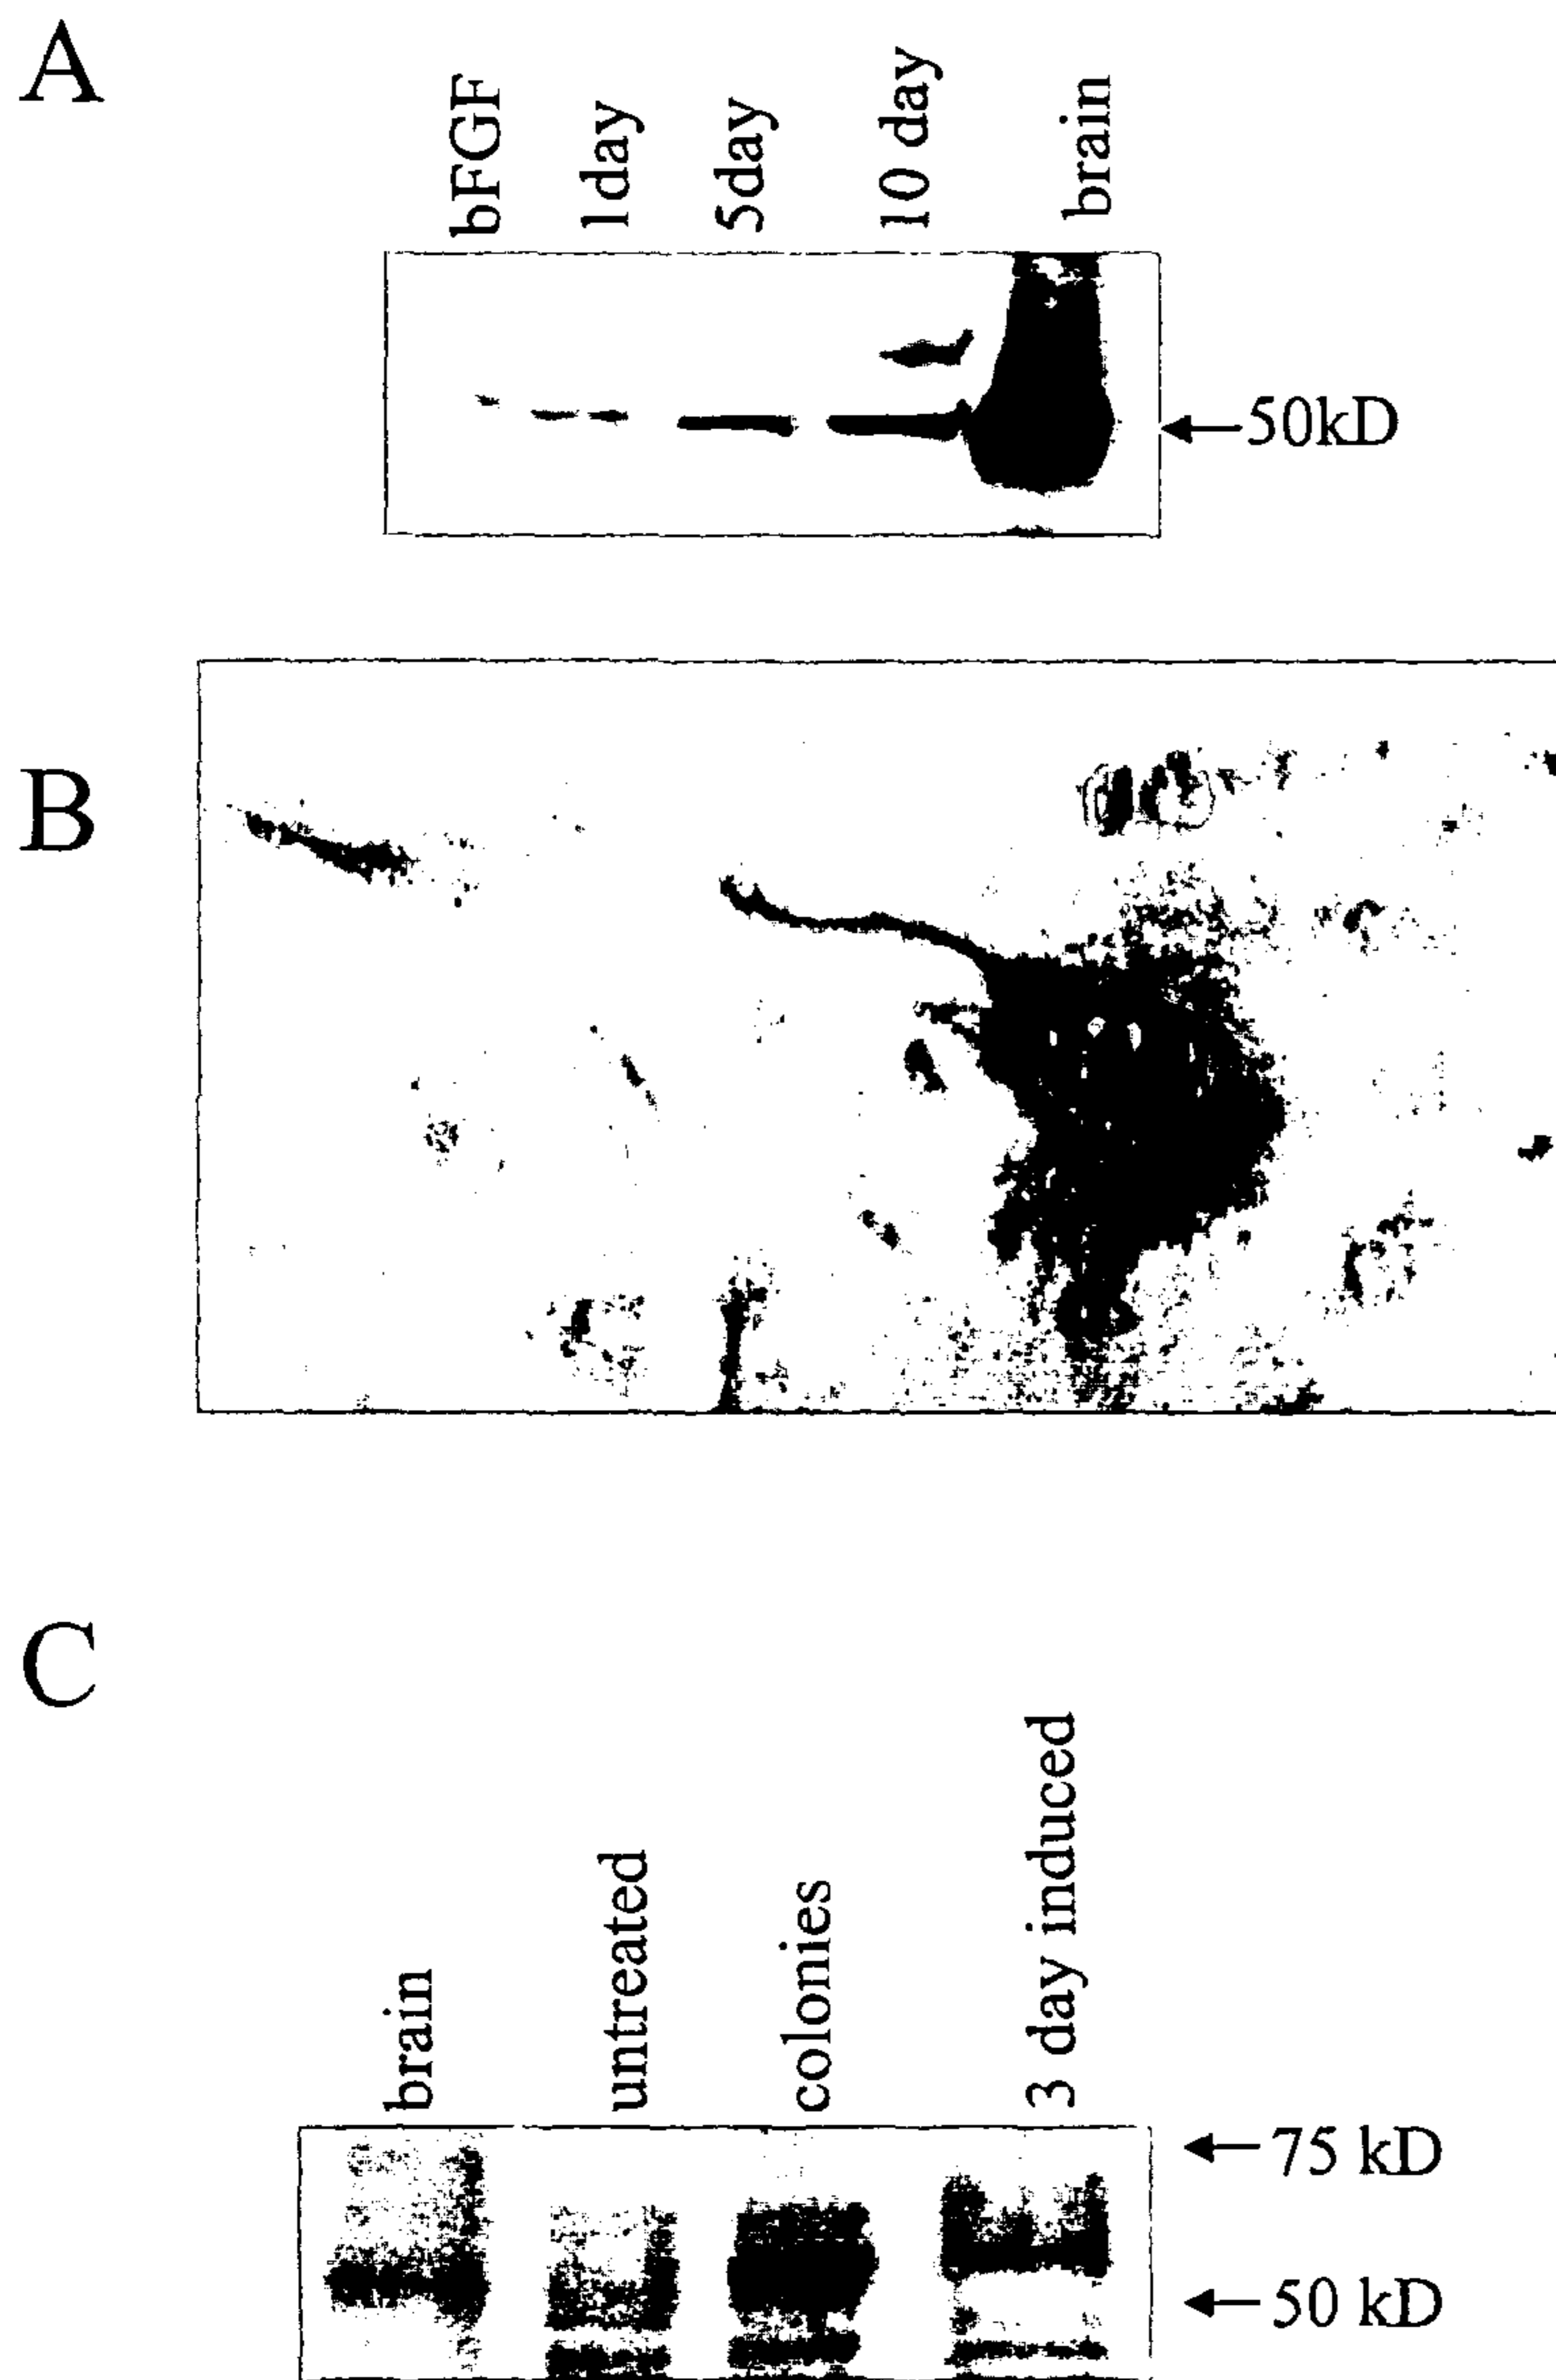 A
bFGF
1day
5day
10 day
brain
50kD
B
C
brain
untreated
colonies
3 day induced
75 kD
50 kD